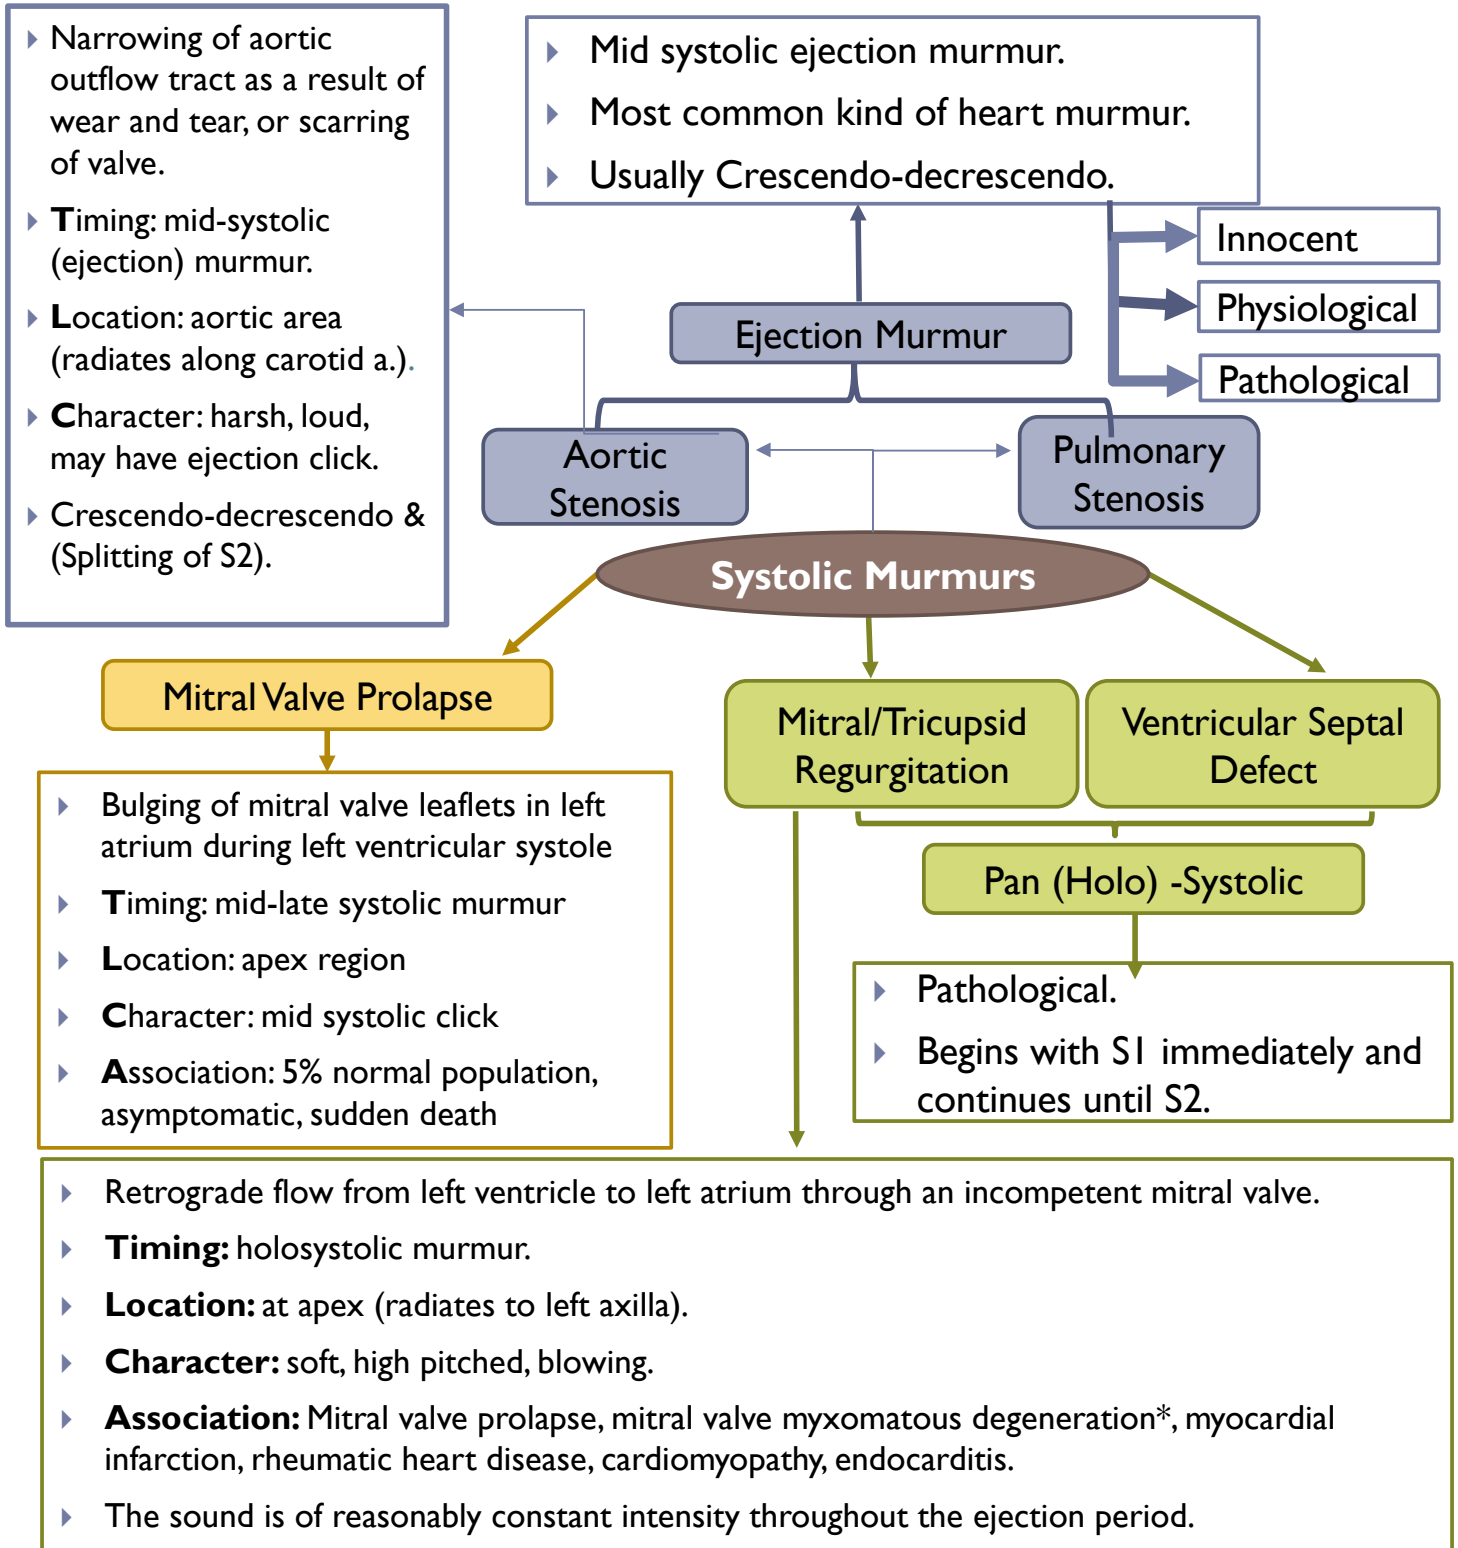 Narrowing of aortic
outflow tract as a result of
wear and tear, or scarring
of valve.
Timing: mid-systolic
(ejection) murmur.
Location: aortic area
(radiates along carotid a.).
Character: harsh, loud,
may have ejection click.
Crescendo-decrescendo &
(Splitting of S2).
Mid systolic ejection murmur.
Most common kind of heart murmur.
Usually Crescendo-decrescendo.
Innocent
Physiological
Pathological
Ejection Murmur
Aortic
Stenosis
Pulmonary
Stenosis
Systolic Murmurs
Mitral Valve Prolapse
Mitral/Tricupsid
Regurgitation
Ventricular Septal
Defect
Bulging of mitral valve leaflets in left
atrium during left ventricular systole
Timing: mid-late systolic murmur
Location: apex region
Character: mid systolic click
Association: 5% normal population,
asymptomatic, sudden death
Pan (Holo) -Systolic
Pathological.
Begins with S1 immediately and
continues until S2.
Retrograde flow from left ventricle to left atrium through an incompetent mitral valve.
Timing: holosystolic murmur.
Location: at apex (radiates to left axilla).
Character: soft, high pitched, blowing.
Association: Mitral valve prolapse, mitral valve myxomatous degeneration*, myocardial
infarction, rheumatic heart disease, cardiomyopathy, endocarditis.
The sound is of reasonably constant intensity throughout the ejection period.